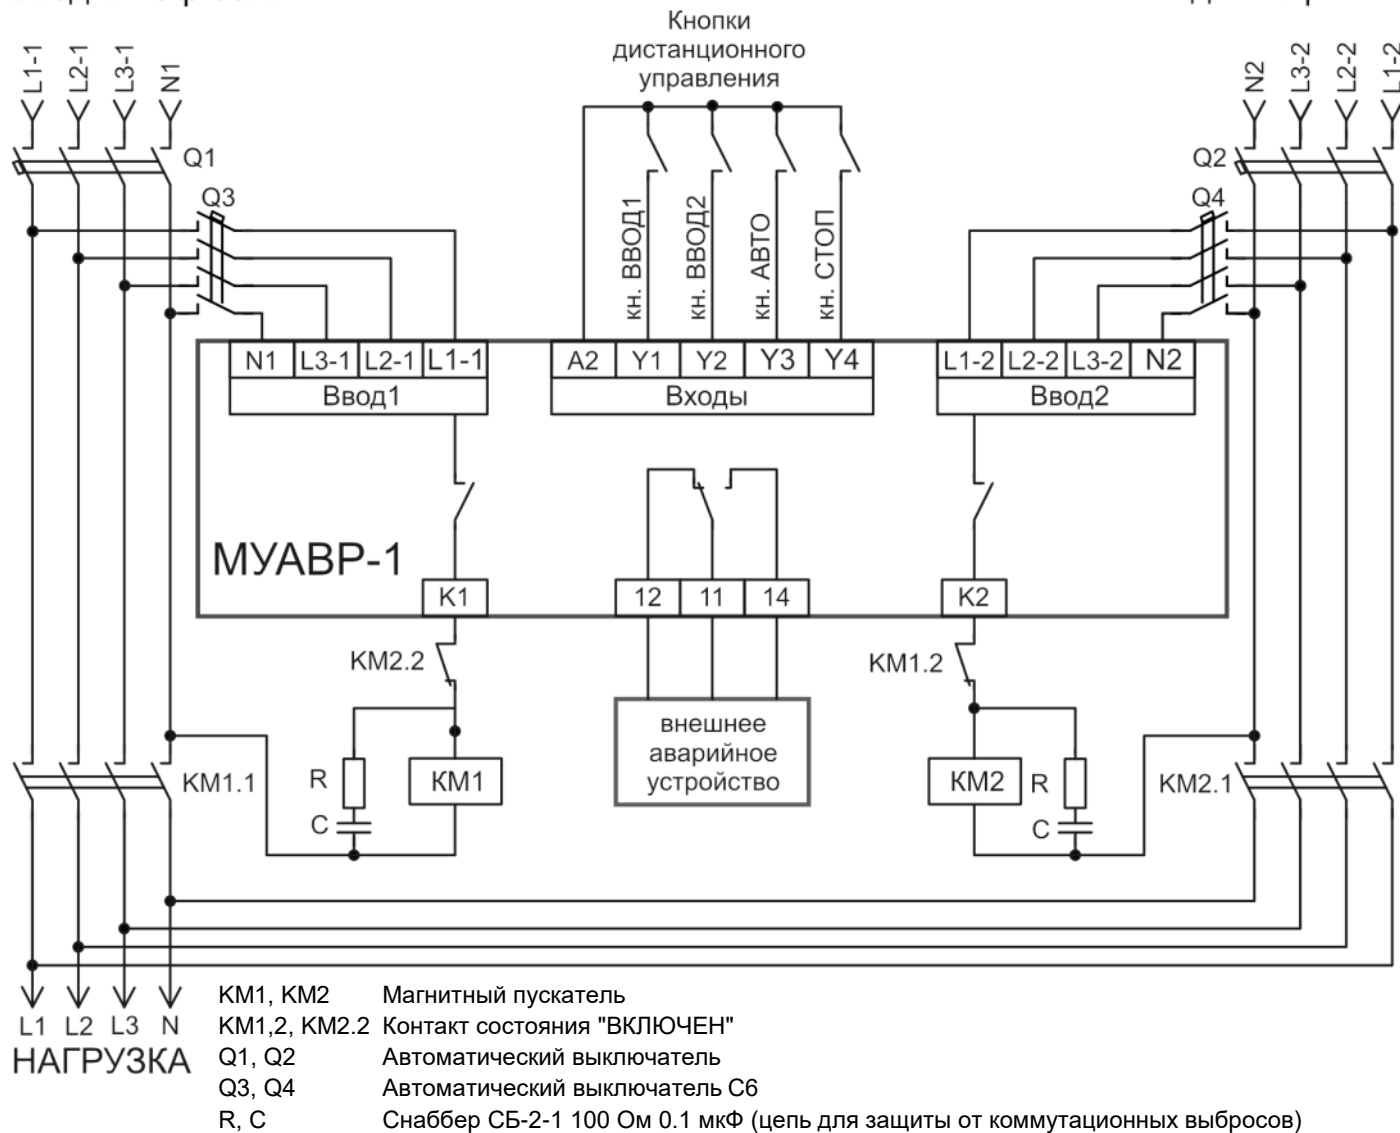 Кнопки
дистанционного
управления
L1-1
L2-1
L3-1
N1
N2
L3-2
L2-2
L1-2
Q1
Q2
Q3
Q4
кн. ВВОД1
кн. ВВОД2
кн. АВТО
кн. СТОП
N1 L3-1 L2-1 L1-1
Ввод1
A2 Y1 Y2 Y3 Y4
Входы
L1-2 L2-2 L3-2 N2
Ввод2
МУАВР-1
K1
12 11 14
K2
KM2.2
KM1.2
внешнее
аварийное
устройство
KM1.1
R
C
KM1
KM2
R
C
KM2.1
L1 L2 L3 N
НАГРУЗКА
KM1, KM2 Магнитный пускатель
KM1,2, KM2.2 Контакт состояния "ВКЛЮЧЕН"
Q1, Q2 Автоматический выключатель
Q3, Q4 Автоматический выключатель С6
R, C Снаббер СБ-2-1 100 Ом 0.1 мкФ (цепь для защиты от коммутационных выбросов)